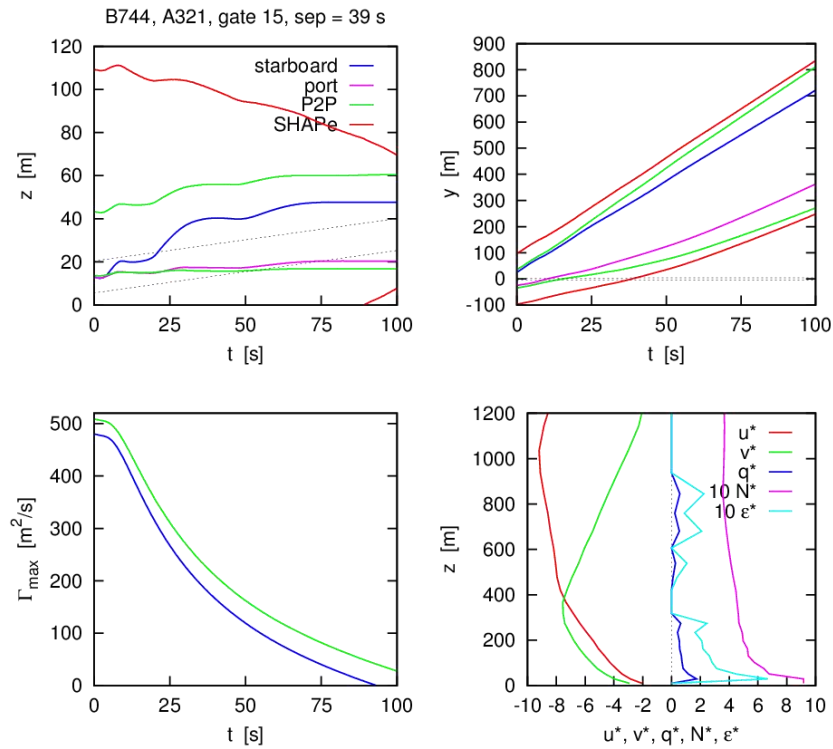 B744, A321, gate 15, sep = 39 s
120
100
80
60
40
20
0
z [m]
starboard
port
P2P
SHAPe
0 25 50 75 100
t [s]
900
800
700
600
500
400
300
200
100
0
-100
y [m]
0 25 50 75 100
t [s]
500
400
300
200
100
0
Γmax [m²/s]
0 25 50 75 100
t [s]
1200
1000
800
600
400
200
0
z [m]
u*
v*
q*
10 N*
10 ε*
-10 -8 -6 -4 -2 0 2 4 6 8 10
u*, v*, q*, N*, ε*